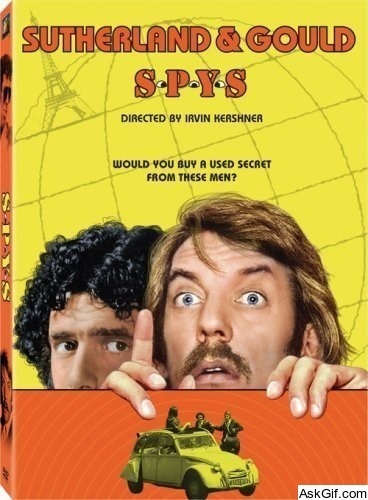 SUTHERLAND & GOULD
S•P•Y•S
DIRECTED BY IRVIN KERSHNER
WOULD YOU BUY A USED SECRET
FROM THESE MEN?
S•P•Y•S
AskGif.com